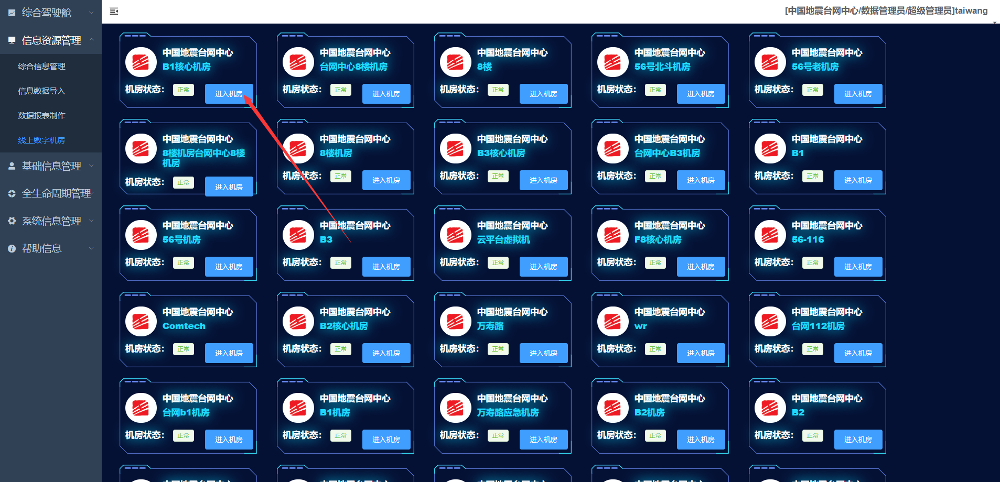 综合驾驶舱
信息资源管理
综合信息管理
信息数据导入
数据报表制作
线上数字机房
基础信息管理
全生命周期管理
系统信息管理
帮助信息
[中国地震台网中心/数据管理员/超级管理员]taiwang
中国地震台网中心
B1核心机房
机房状态： 正常 进入机房
中国地震台网中心
台网中心8楼机房
机房状态： 正常 进入机房
中国地震台网中心
8楼
机房状态： 正常 进入机房
中国地震台网中心
56号北斗机房
机房状态： 正常 进入机房
中国地震台网中心
56号老机房
机房状态： 正常 进入机房
中国地震台网中心
8楼机房台网中心8楼
机房
机房状态： 正常 进入机房
中国地震台网中心
8楼机房
机房状态： 正常 进入机房
中国地震台网中心
B3核心机房
机房状态： 正常 进入机房
中国地震台网中心
台网中心B3机房
机房状态： 正常 进入机房
中国地震台网中心
B1
机房状态： 正常 进入机房
中国地震台网中心
56号机房
机房状态： 正常 进入机房
中国地震台网中心
B3
机房状态： 正常 进入机房
中国地震台网中心
云平台虚拟机
机房状态： 正常 进入机房
中国地震台网中心
F8核心机房
机房状态： 正常 进入机房
中国地震台网中心
56-116
机房状态： 正常 进入机房
中国地震台网中心
Comtech
机房状态： 正常 进入机房
中国地震台网中心
B2核心机房
机房状态： 正常 进入机房
中国地震台网中心
万寿路
机房状态： 正常 进入机房
中国地震台网中心
wr
机房状态： 正常 进入机房
中国地震台网中心
台网112机房
机房状态： 正常 进入机房
中国地震台网中心
台网b1机房
机房状态： 正常 进入机房
中国地震台网中心
B1机房
机房状态： 正常 进入机房
中国地震台网中心
万寿路应急机房
机房状态： 正常 进入机房
中国地震台网中心
B2机房
机房状态： 正常 进入机房
中国地震台网中心
B2
机房状态： 正常 进入机房